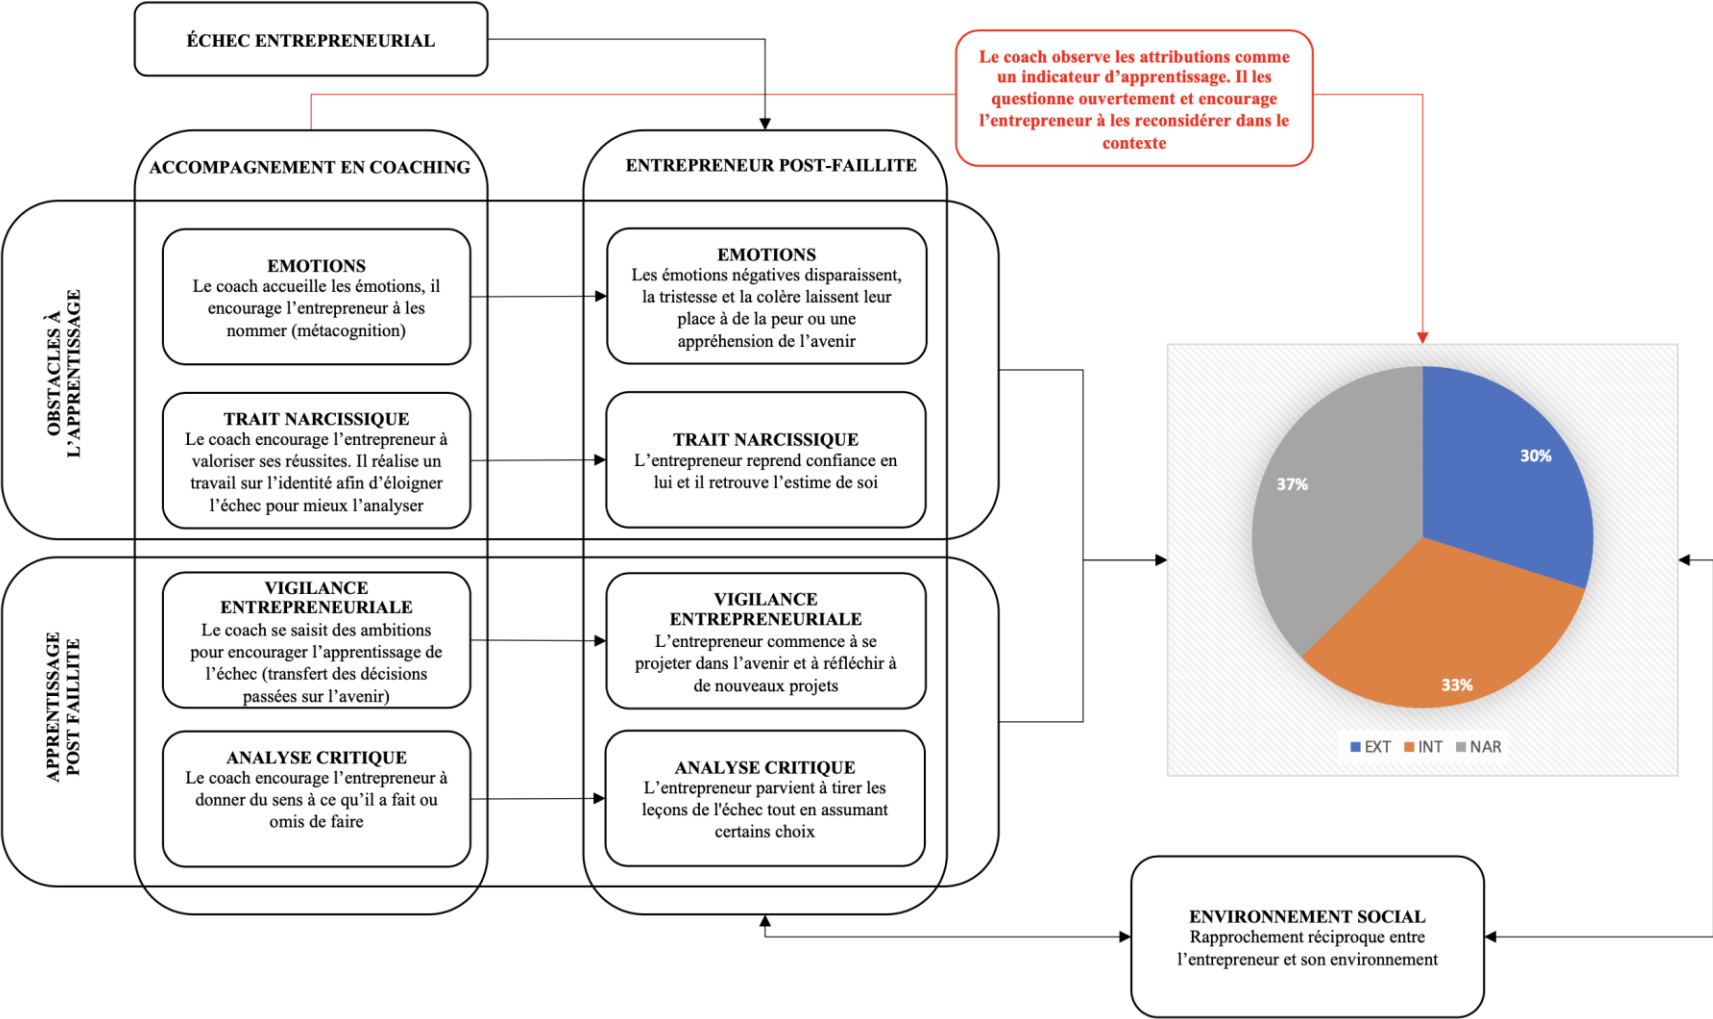 ÉCHEC ENTREPRENEURIAL
Le coach observe les attributions comme
un indicateur d’apprentissage. Il les
questionne ouvertement et encourage
l’entrepreneur à les reconsidérer dans le
contexte
ACCOMPAGNEMENT EN COACHING
ENTREPRENEUR POST-FAILLITE
OBSTACLES À
L’APPRENTISSAGE
EMOTIONS
Le coach accueille les émotions, il
encourage l’entrepreneur à les
nommer (métacognition)
EMOTIONS
Les émotions négatives disparaissent,
la tristesse et la colère laissent leur
place à de la peur ou une
appréhension de l’avenir
TRAIT NARCISSIQUE
Le coach encourage l’entrepreneur à
valoriser ses réussites. Il réalise un
travail sur l’identité afin d’éloigner
l’échec pour mieux l’analyser
TRAIT NARCISSIQUE
L’entrepreneur reprend confiance en
lui et il retrouve l’estime de soi
APPRENTISSAGE
POST FAILLITE
VIGILANCE
ENTREPRENEURIALE
Le coach se saisit des ambitions
pour encourager l’apprentissage de
l’échec (transfert des décisions
passées sur l’avenir)
VIGILANCE
ENTREPRENEURIALE
L’entrepreneur commence à se
projeter dans l’avenir et à réfléchir à
de nouveaux projets
ANALYSE CRITIQUE
Le coach encourage l’entrepreneur à
donner du sens à ce qu’il a fait ou
omis de faire
ANALYSE CRITIQUE
L’entrepreneur parvient à tirer les
leçons de l'échec tout en assumant
certains choix
30%
37%
33%
EXT INT NAR
ENVIRONNEMENT SOCIAL
Rapprochement réciproque entre
l’entrepreneur et son environnement